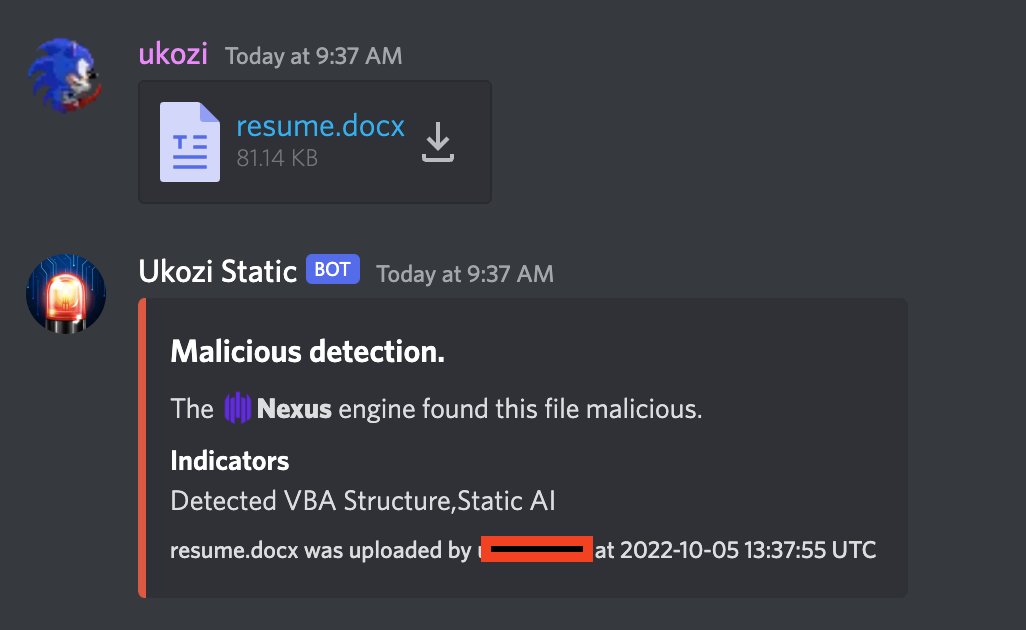 ukozi Today at 9:37 AM
resume.docx
81.14 KB
Ukozi Static BOT Today at 9:37 AM
Malicious detection.
The Nexus engine found this file malicious.
Indicators
Detected VBA Structure,Static AI
resume.docx was uploaded by at 2022-10-05 13:37:55 UTC